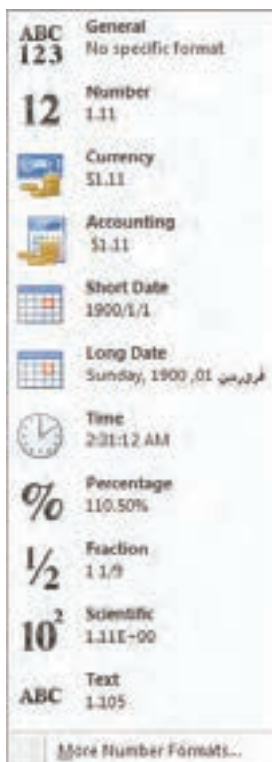 ABC
123
General
No specific format
12
Number
1.11
Currency
$1.11
Accounting
$1.11
Short Date
1900/1/1
Long Date
Sunday, 1900 ,01 فروردین
Time
2:31:12 AM
%
Percentage
110.50%
½
Fraction
1 1/9
10²
Scientific
1.11E+00
ABC
Text
1.105
More Number Formats...